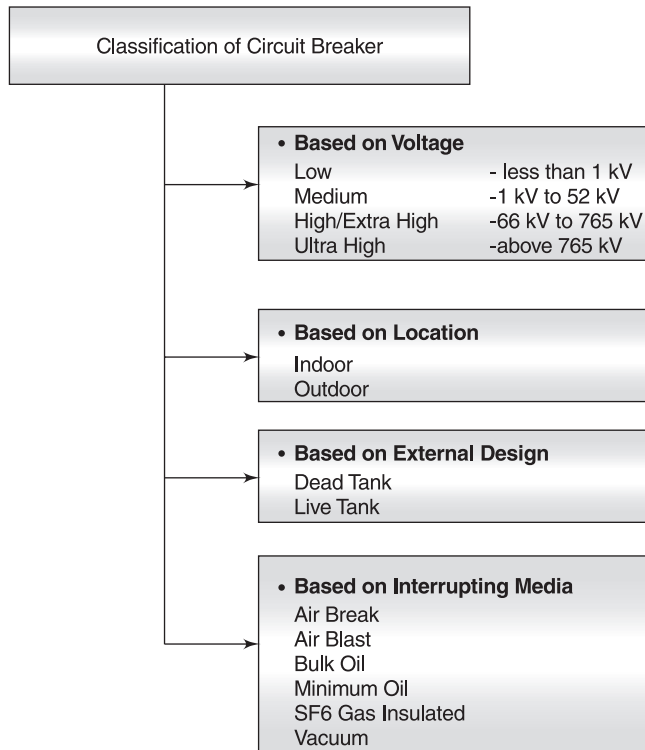 Classification of Circuit Breaker
• Based on Voltage
Low - less than 1 kV
Medium -1 kV to 52 kV
High/Extra High -66 kV to 765 kV
Ultra High -above 765 kV
• Based on Location
Indoor
Outdoor
• Based on External Design
Dead Tank
Live Tank
• Based on Interrupting Media
Air Break
Air Blast
Bulk Oil
Minimum Oil
SF6 Gas Insulated
Vacuum